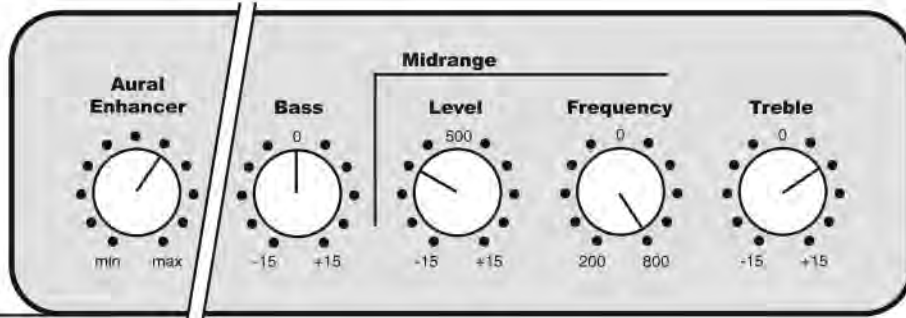 Midrange
Aural
Enhancer
Bass
Level
Frequency
Treble
0
500
0
0
min
max
-15
+15
-15
+15
200
800
-15
+15